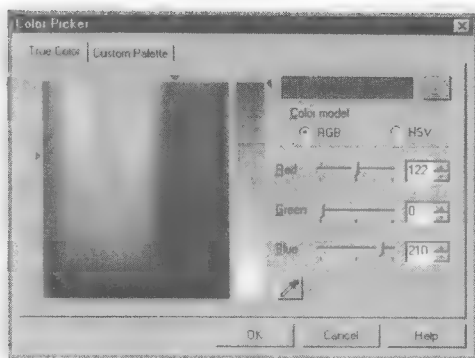 Color Picker
True Color
Custom Palette
Color model
RGB
HSV
Red
122
Green
0
Blue
210
OK
Cancel
Help